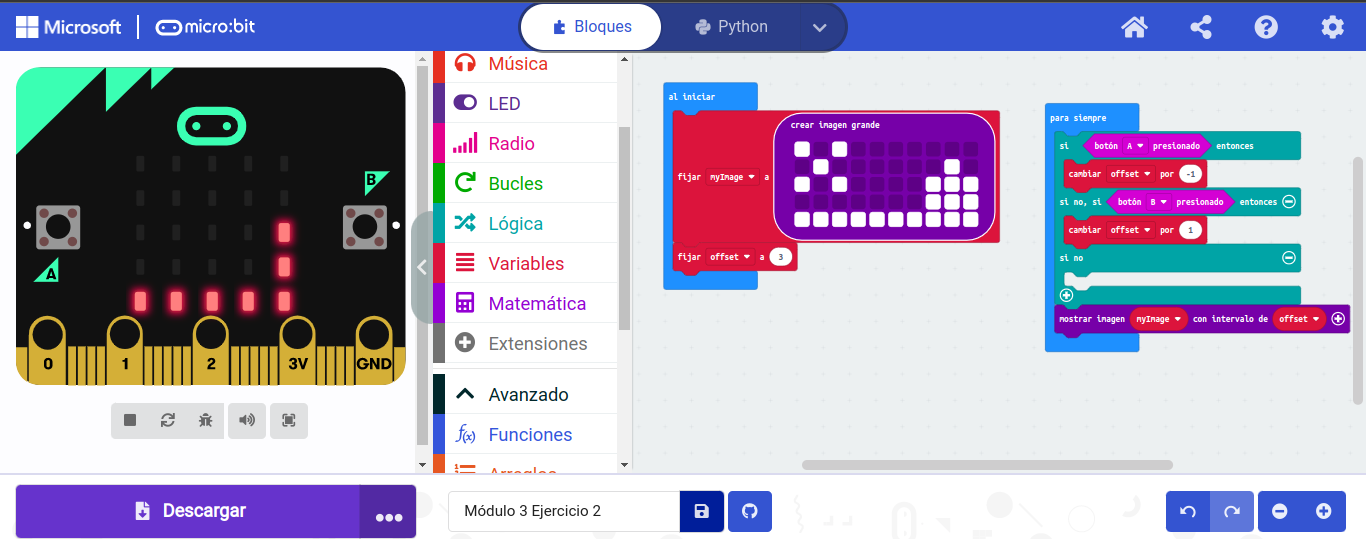 Microsoft
micro:bit
Bloques
Python
B
A
0
1
2
3V
GND
Música
LED
Radio
Bucles
Lógica
Variables
Matemática
Extensiones
Avanzado
Funciones
Arreglos
al iniciar
crear imagen grande
fijar myImage a
fijar offset a 3
para siempre
si botón A presionado entonces
cambiar offset por -1
si no, si botón B presionado entonces
cambiar offset por 1
si no
mostrar imagen myImage con intervalo de offset
Descargar
Módulo 3 Ejercicio 2